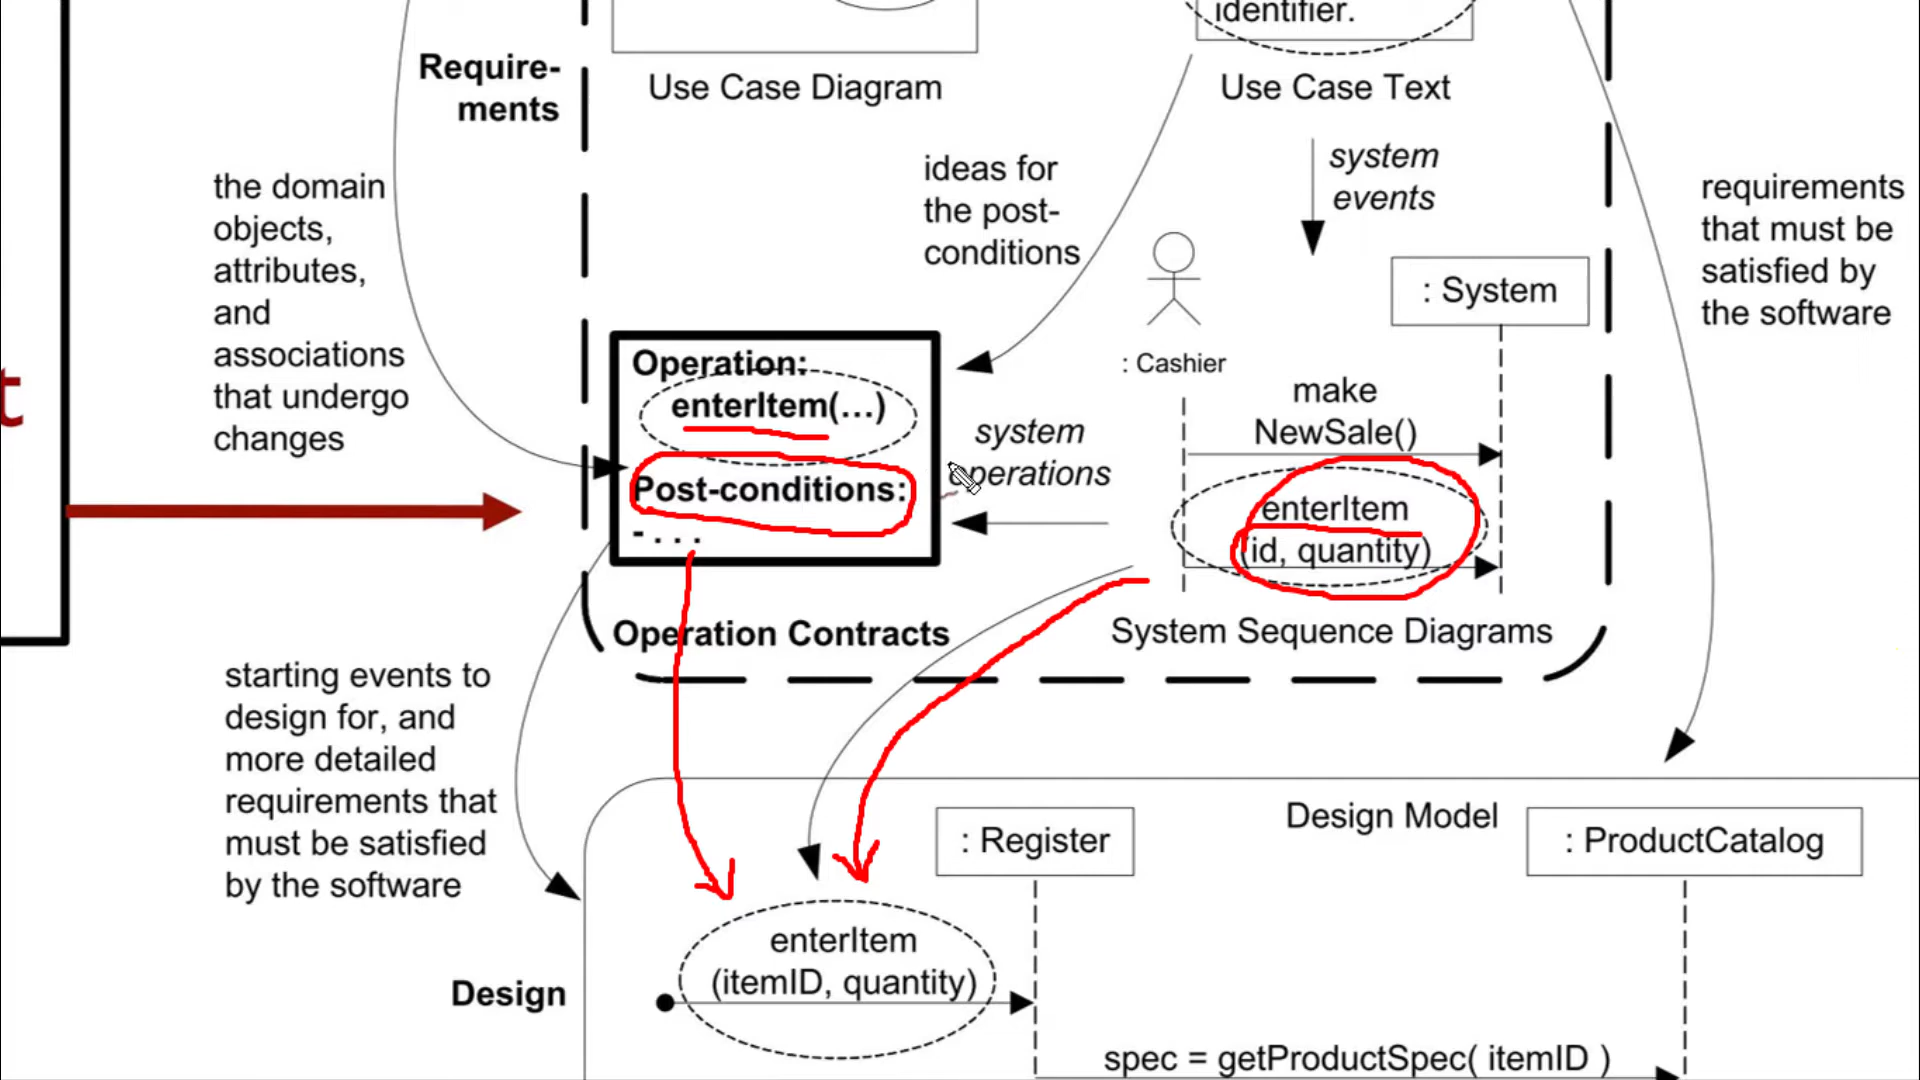 identifier.
Require-
ments
Use Case Diagram
Use Case Text
the domain
objects,
attributes,
and
associations
that undergo
changes
ideas for
the post-
conditions
system
events
requirements
that must be
satisfied by
the software
: System
: Cashier
Operation:
enterItem(...)
Post-conditions:
- . . .
system
operations
make
NewSale()
enterItem
(id, quantity)
Operation Contracts
System Sequence Diagrams
t
starting events to
design for, and
more detailed
requirements that
must be satisfied
by the software
Design Model
: Register
: ProductCatalog
enterItem
(itemID, quantity)
Design
spec = getProductSpec( itemID )